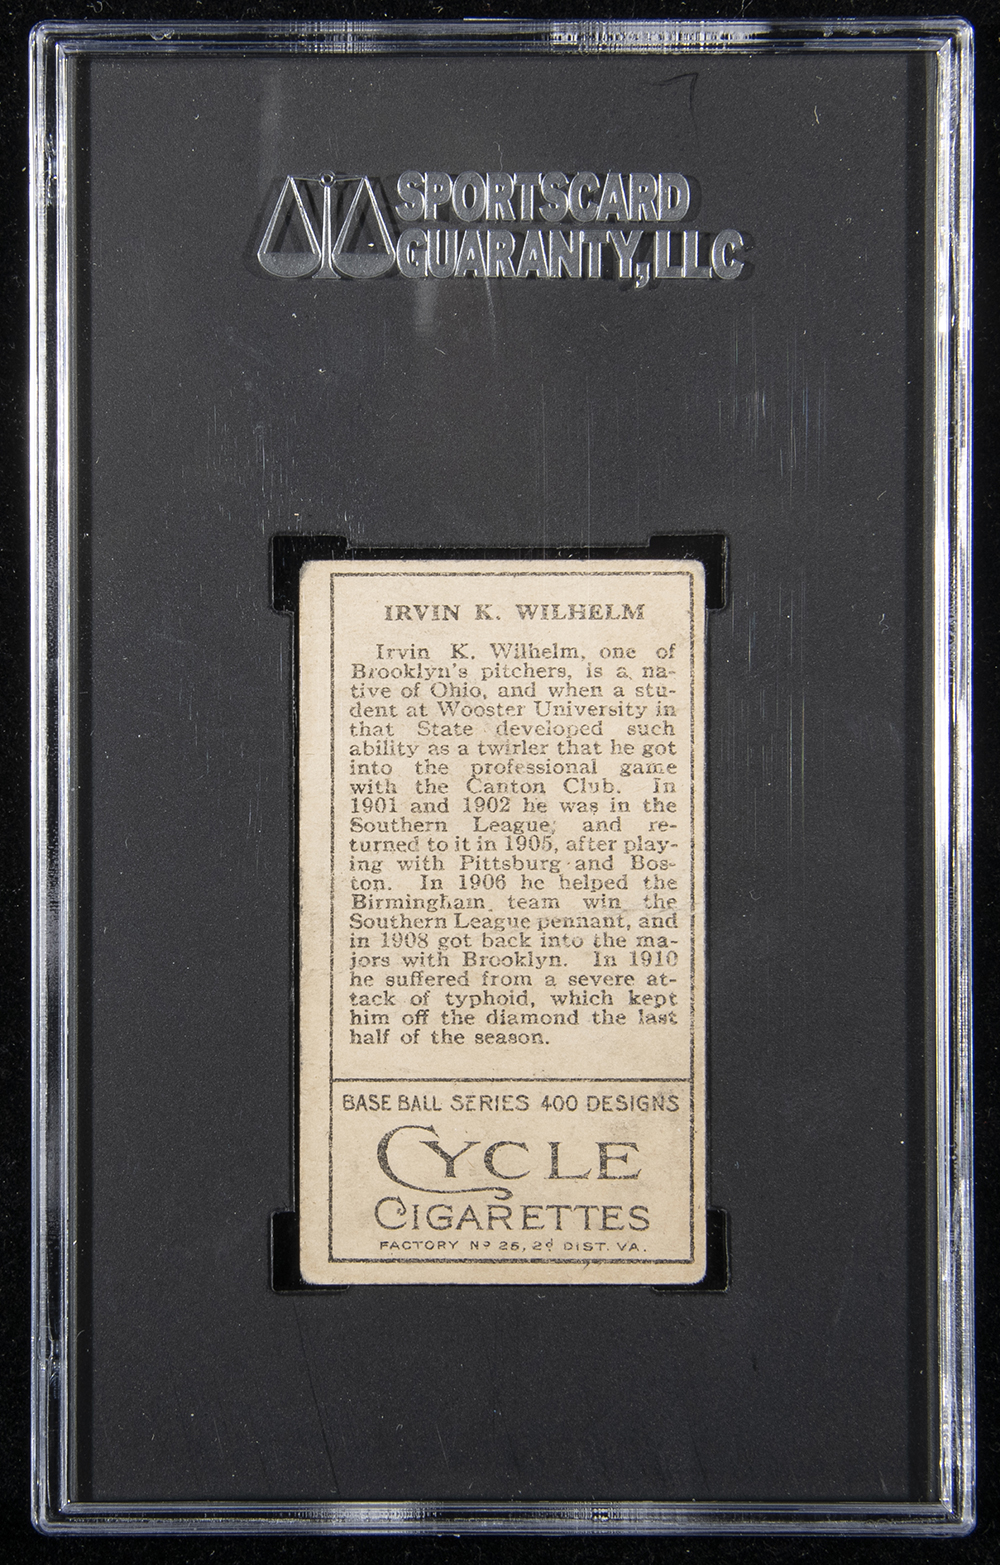 SPORTSCARD
GUARANTY, LLC
IRVIN K. WILHELM
Irvin K. Wilhelm, one of
Brooklyn's pitchers, is a na-
tive of Ohio, and when a stu-
dent at Wooster University in
that State developed such
ability as a twirler that he got
into the professional game
with the Canton Club. In
1901 and 1902 he was in the
Southern League, and re-
turned to it in 1905, after play-
ing with Pittsburg and Bos-
ton. In 1906 he helped the
Birmingham team win the
Southern League pennant, and
in 1908 got back into the ma-
jors with Brooklyn. In 1910
he suffered from a severe at-
tack of typhoid, which kept
him off the diamond the last
half of the season.
BASE BALL SERIES 400 DESIGNS
CYCLE
CIGARETTES
FACTORY Nº 25, 2d DIST. VA.